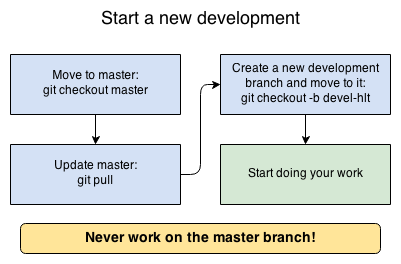 Start a new development
Move to master:
git checkout master
Update master:
git pull
Create a new development
branch and move to it:
git checkout -b devel-hlt
Start doing your work
Never work on the master branch!